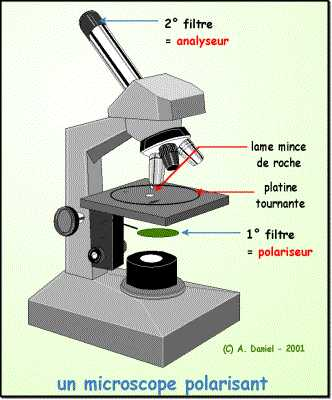 2° filtre
= analyseur
lame mince
de roche
platine
tournante
1° filtre
= polariseur
(C) A. Daniel - 2001
un microscope polarisant